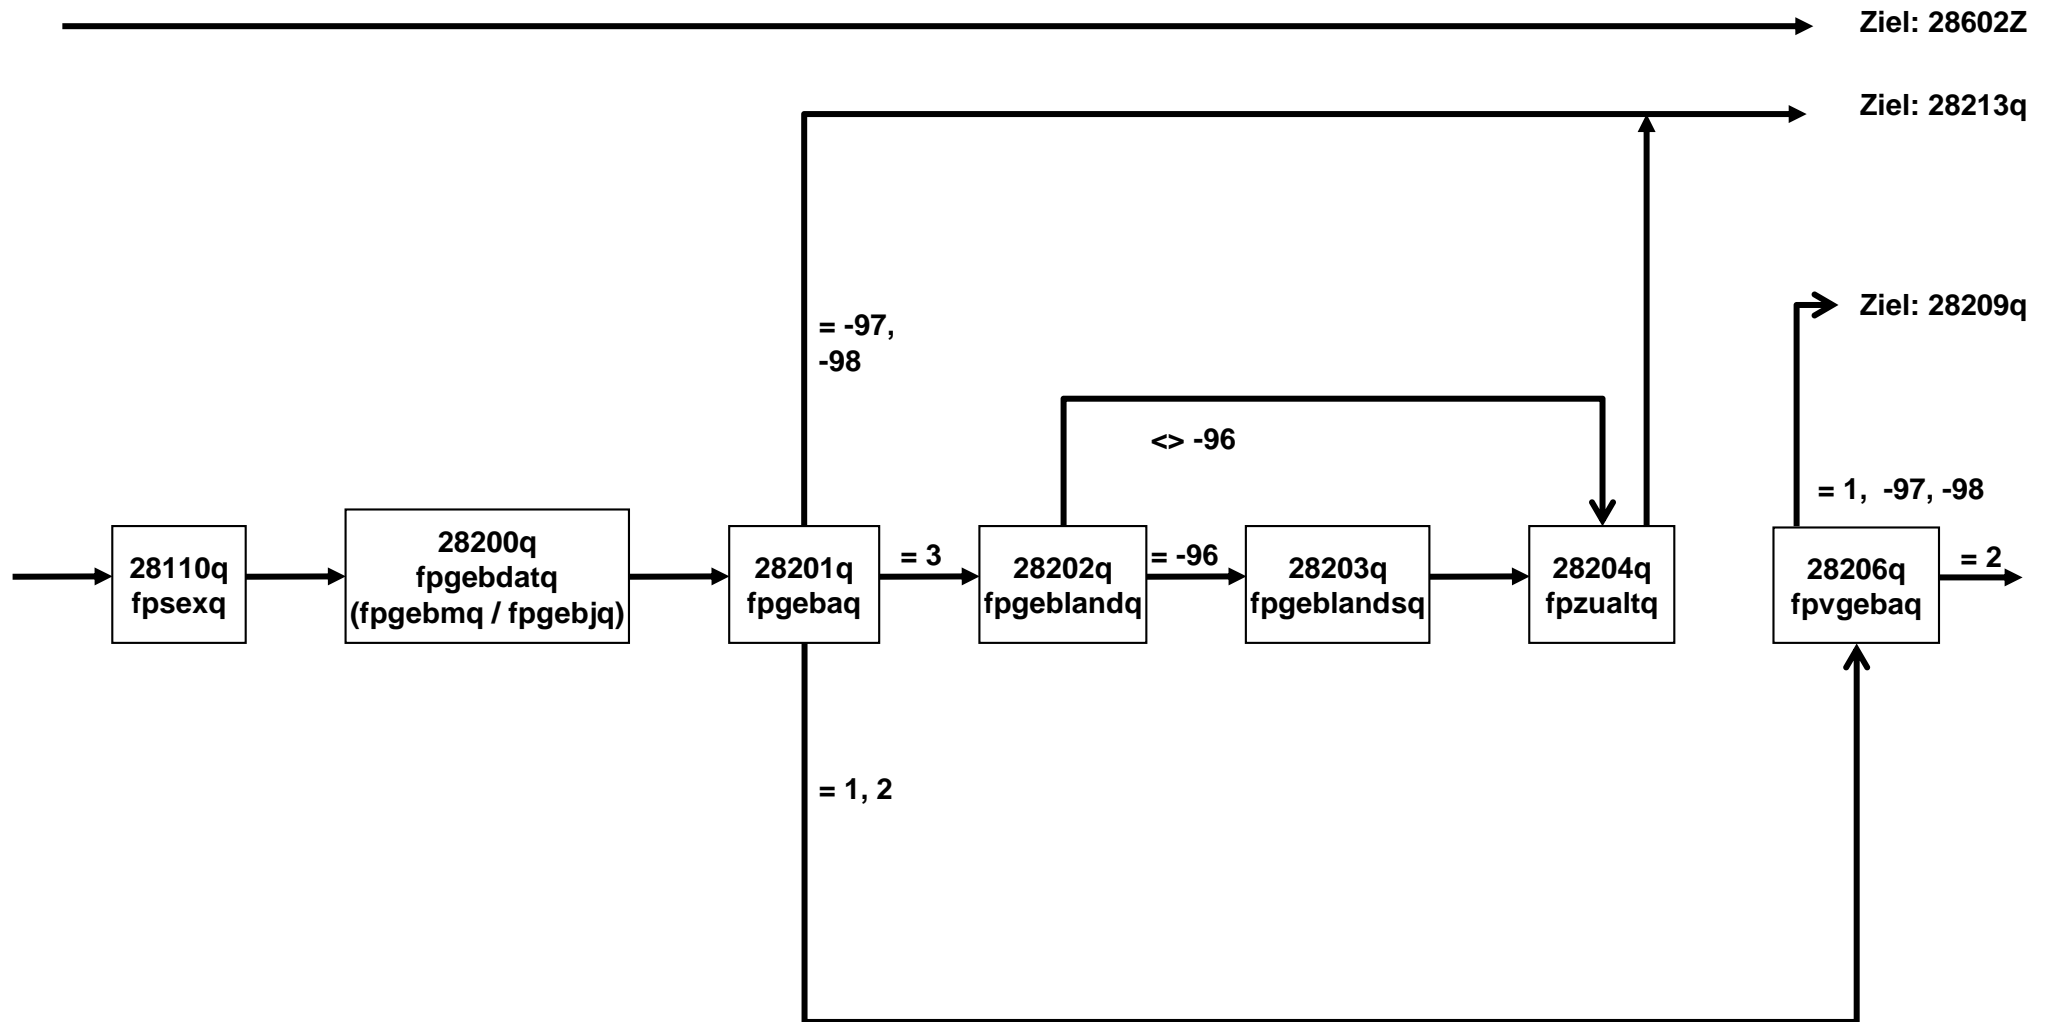 Ziel: 28602Z
Ziel: 28213q
= -97,
-98
Ziel: 28209q
<> -96
= 1, -97, -98
28110q
fpsexq
28200q
fpgebdatq
(fpgebmq / fpgebjq)
28201q
fpgebaq
= 3
28202q
fpgeblandq
= -96
28203q
fpgeblandsq
28204q
fpzualtq
28206q
fpvgebaq
= 2
= 1, 2